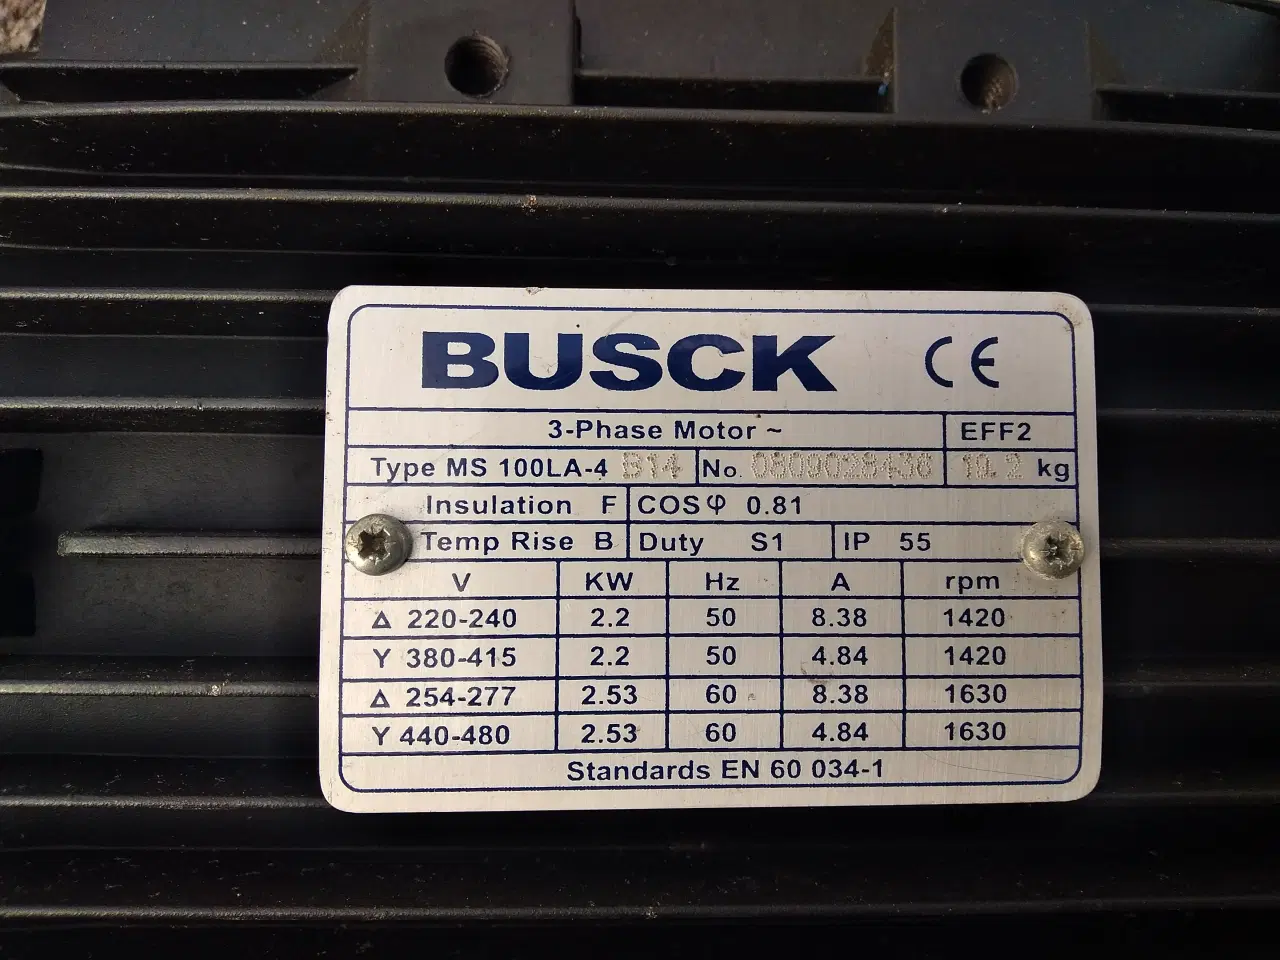 BUSCK CE
3-Phase Motor ~ EFF2
Type MS 100LA-4 B14 No. 0809028436 kg
Insulation F COS φ 0.81
Temp Rise B Duty S1 IP 55
V KW Hz A rpm
Δ 220-240 2.2 50 8.38 1420
Y 380-415 2.2 50 4.84 1420
Δ 254-277 2.53 60 8.38 1630
Y 440-480 2.53 60 4.84 1630
Standards EN 60 034-1